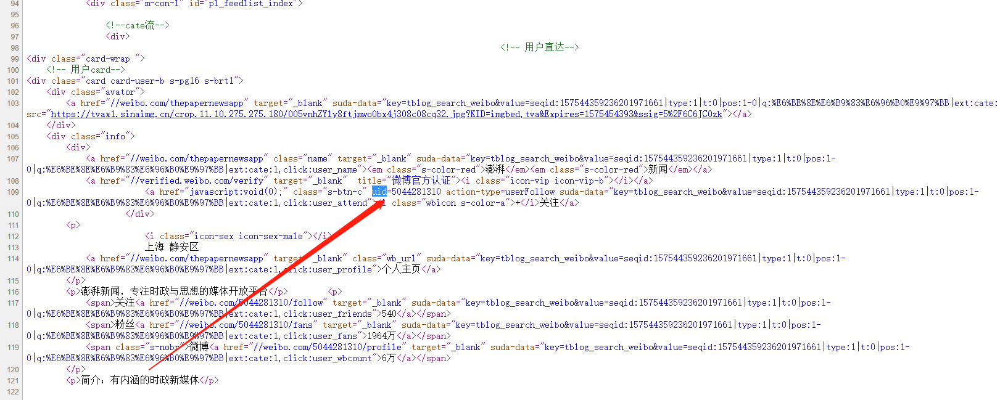 94 <div class="m-con-l" id="pl_feedlist_index">
95
96 <!--cate流-->
97 <div>
98 <!-- 用户直达-->
99 <div class="card-wrap ">
100 <!-- 用户card-->
101 <div class="card card-user-b s-pg16 s-brt1">
102 <div class="avator">
103 <a href="//weibo.com/thepapernewsapp" target="_blank" suda-data="key=tblog_search_weibo&value=seqid:157544359236201971661|type:1|t:0|pos:1-0|q:%E6%BE%8E%E6%B9%83%E6%96%B0%E9%97%BB|ext:cate:
src="https://tvax1.sinaimg.cn/crop.11.10.275.275.180/005vnhZYly8ftjmwo0bx4j308c08cq32.jpg?KID=imgbed,tva&Expires=1575454393&ssig=5%2F6C6JC0zk"></a>
104 </div>
105 <div class="info">
106 <div>
107 <a href="//weibo.com/thepapernewsapp" class="name" target="_blank" suda-data="key=tblog_search_weibo&value=seqid:157544359236201971661|type:1|t:0|pos:1-
0|q:%E6%BE%8E%E6%B9%83%E6%96%B0%E9%97%BB|ext:cate:1,click:user_name"><em class="s-color-red">澎湃</em><em class="s-color-red">新闻</em></a>
108 <a href="//verified.weibo.com/verify" target="_blank" title="微博官方认证"><i class="icon-vip icon-vip-b"></i></a>
109 <a href="javascript:void(0);" class="s-btn-c" uid=5044281310 action-type=userFollow suda-data="key=tblog_search_weibo&value=seqid:157544359236201971661|type:1|t:0|pos:1-
0|q:%E6%BE%8E%E6%B9%83%E6%96%B0%E9%97%BB|ext:cate:1,click:user_attend"><i class="wbicon s-color-a">+</i>关注</a>
110 </div>
111 <p>
112 <i class="icon-sex icon-sex-male"></i>
113 上海 静安区
114 <a href="//weibo.com/thepapernewsapp" target="_blank" class="wb_url" suda-data="key=tblog_search_weibo&value=seqid:157544359236201971661|type:1|t:0|pos:1-
0|q:%E6%BE%8E%E6%B9%83%E6%96%B0%E9%97%BB|ext:cate:1,click:user_profile">个人主页</a>
115 </p>
116 <p>澎湃新闻，专注时政与思想的媒体开放平台</p> <p>
117 <span>关注<a href="//weibo.com/5044281310/follow" target="_blank" suda-data="key=tblog_search_weibo&value=seqid:157544359236201971661|type:1|t:0|pos:1-
0|q:%E6%BE%8E%E6%B9%83%E6%96%B0%E9%97%BB|ext:cate:1,click:user_friends">540</a></span>
118 <span>粉丝<a href="//weibo.com/5044281310/fans" target="_blank" suda-data="key=tblog_search_weibo&value=seqid:157544359236201971661|type:1|t:0|pos:1-
0|q:%E6%BE%8E%E6%B9%83%E6%96%B0%E9%97%BB|ext:cate:1,click:user_fans">1964万</a></span>
119 <span class="s-nobr">微博<a href="//weibo.com/5044281310/profile" target="_blank" suda-data="key=tblog_search_weibo&value=seqid:157544359236201971661|type:1|t:0|pos:1-
0|q:%E6%BE%8E%E6%B9%83%E6%96%B0%E9%97%BB|ext:cate:1,click:user_wbcount">6万</a></span>
120 </p>
121 <p>简介：有内涵的时政新媒体</p>
122